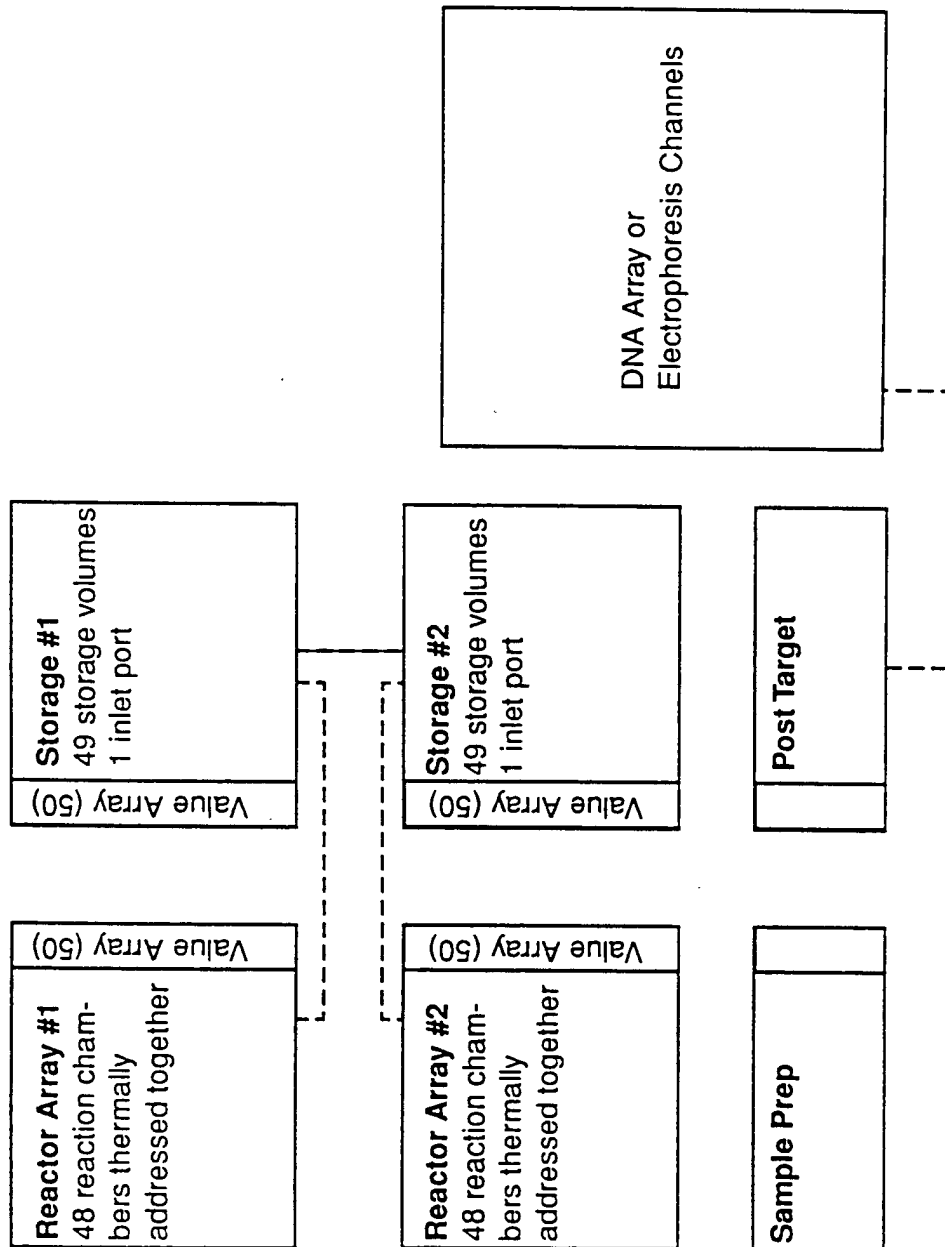 Reactor Array #1
48 reaction cham-
bers thermally
addressed together
Value Array (50)
Value Array (50)
Storage #1
49 storage volumes
1 inlet port
Reactor Array #2
48 reaction cham-
bers thermally
addressed together
Value Array (50)
Value Array (50)
Storage #2
49 storage volumes
1 inlet port
Sample Prep
Post Target
DNA Array or
Electrophoresis Channels